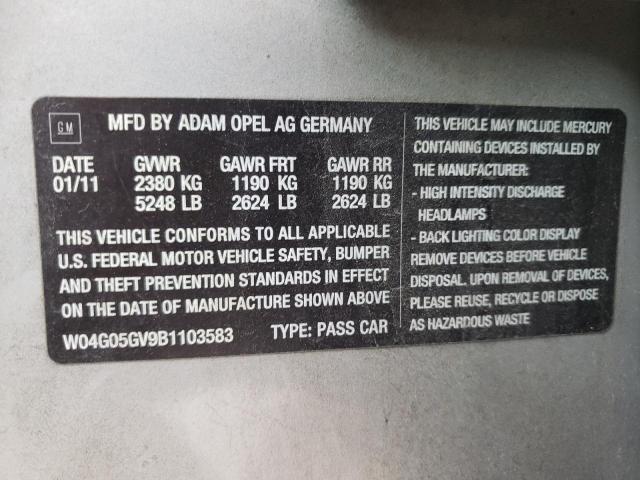 GM
MFD BY ADAM OPEL AG GERMANY
DATE GVWR GAWR FRT GAWR RR
01/11 2380 KG 1190 KG 1190 KG
5248 LB 2624 LB 2624 LB
THIS VEHICLE CONFORMS TO ALL APPLICABLE
U.S. FEDERAL MOTOR VEHICLE SAFETY, BUMPER
AND THEFT PREVENTION STANDARDS IN EFFECT
ON THE DATE OF MANUFACTURE SHOWN ABOVE
W04G05GV9B1103583 TYPE: PASS CAR
THIS VEHICLE MAY INCLUDE MERCURY
CONTAINING DEVICES INSTALLED BY
THE MANUFACTURER:
- HIGH INTENSITY DISCHARGE
HEADLAMPS
- BACK LIGHTING COLOR DISPLAY
REMOVE DEVICES BEFORE VEHICLE
DISPOSAL. UPON REMOVAL OF DEVICES,
PLEASE REUSE, RECYCLE OR DISPOSE
AS HAZARDOUS WASTE